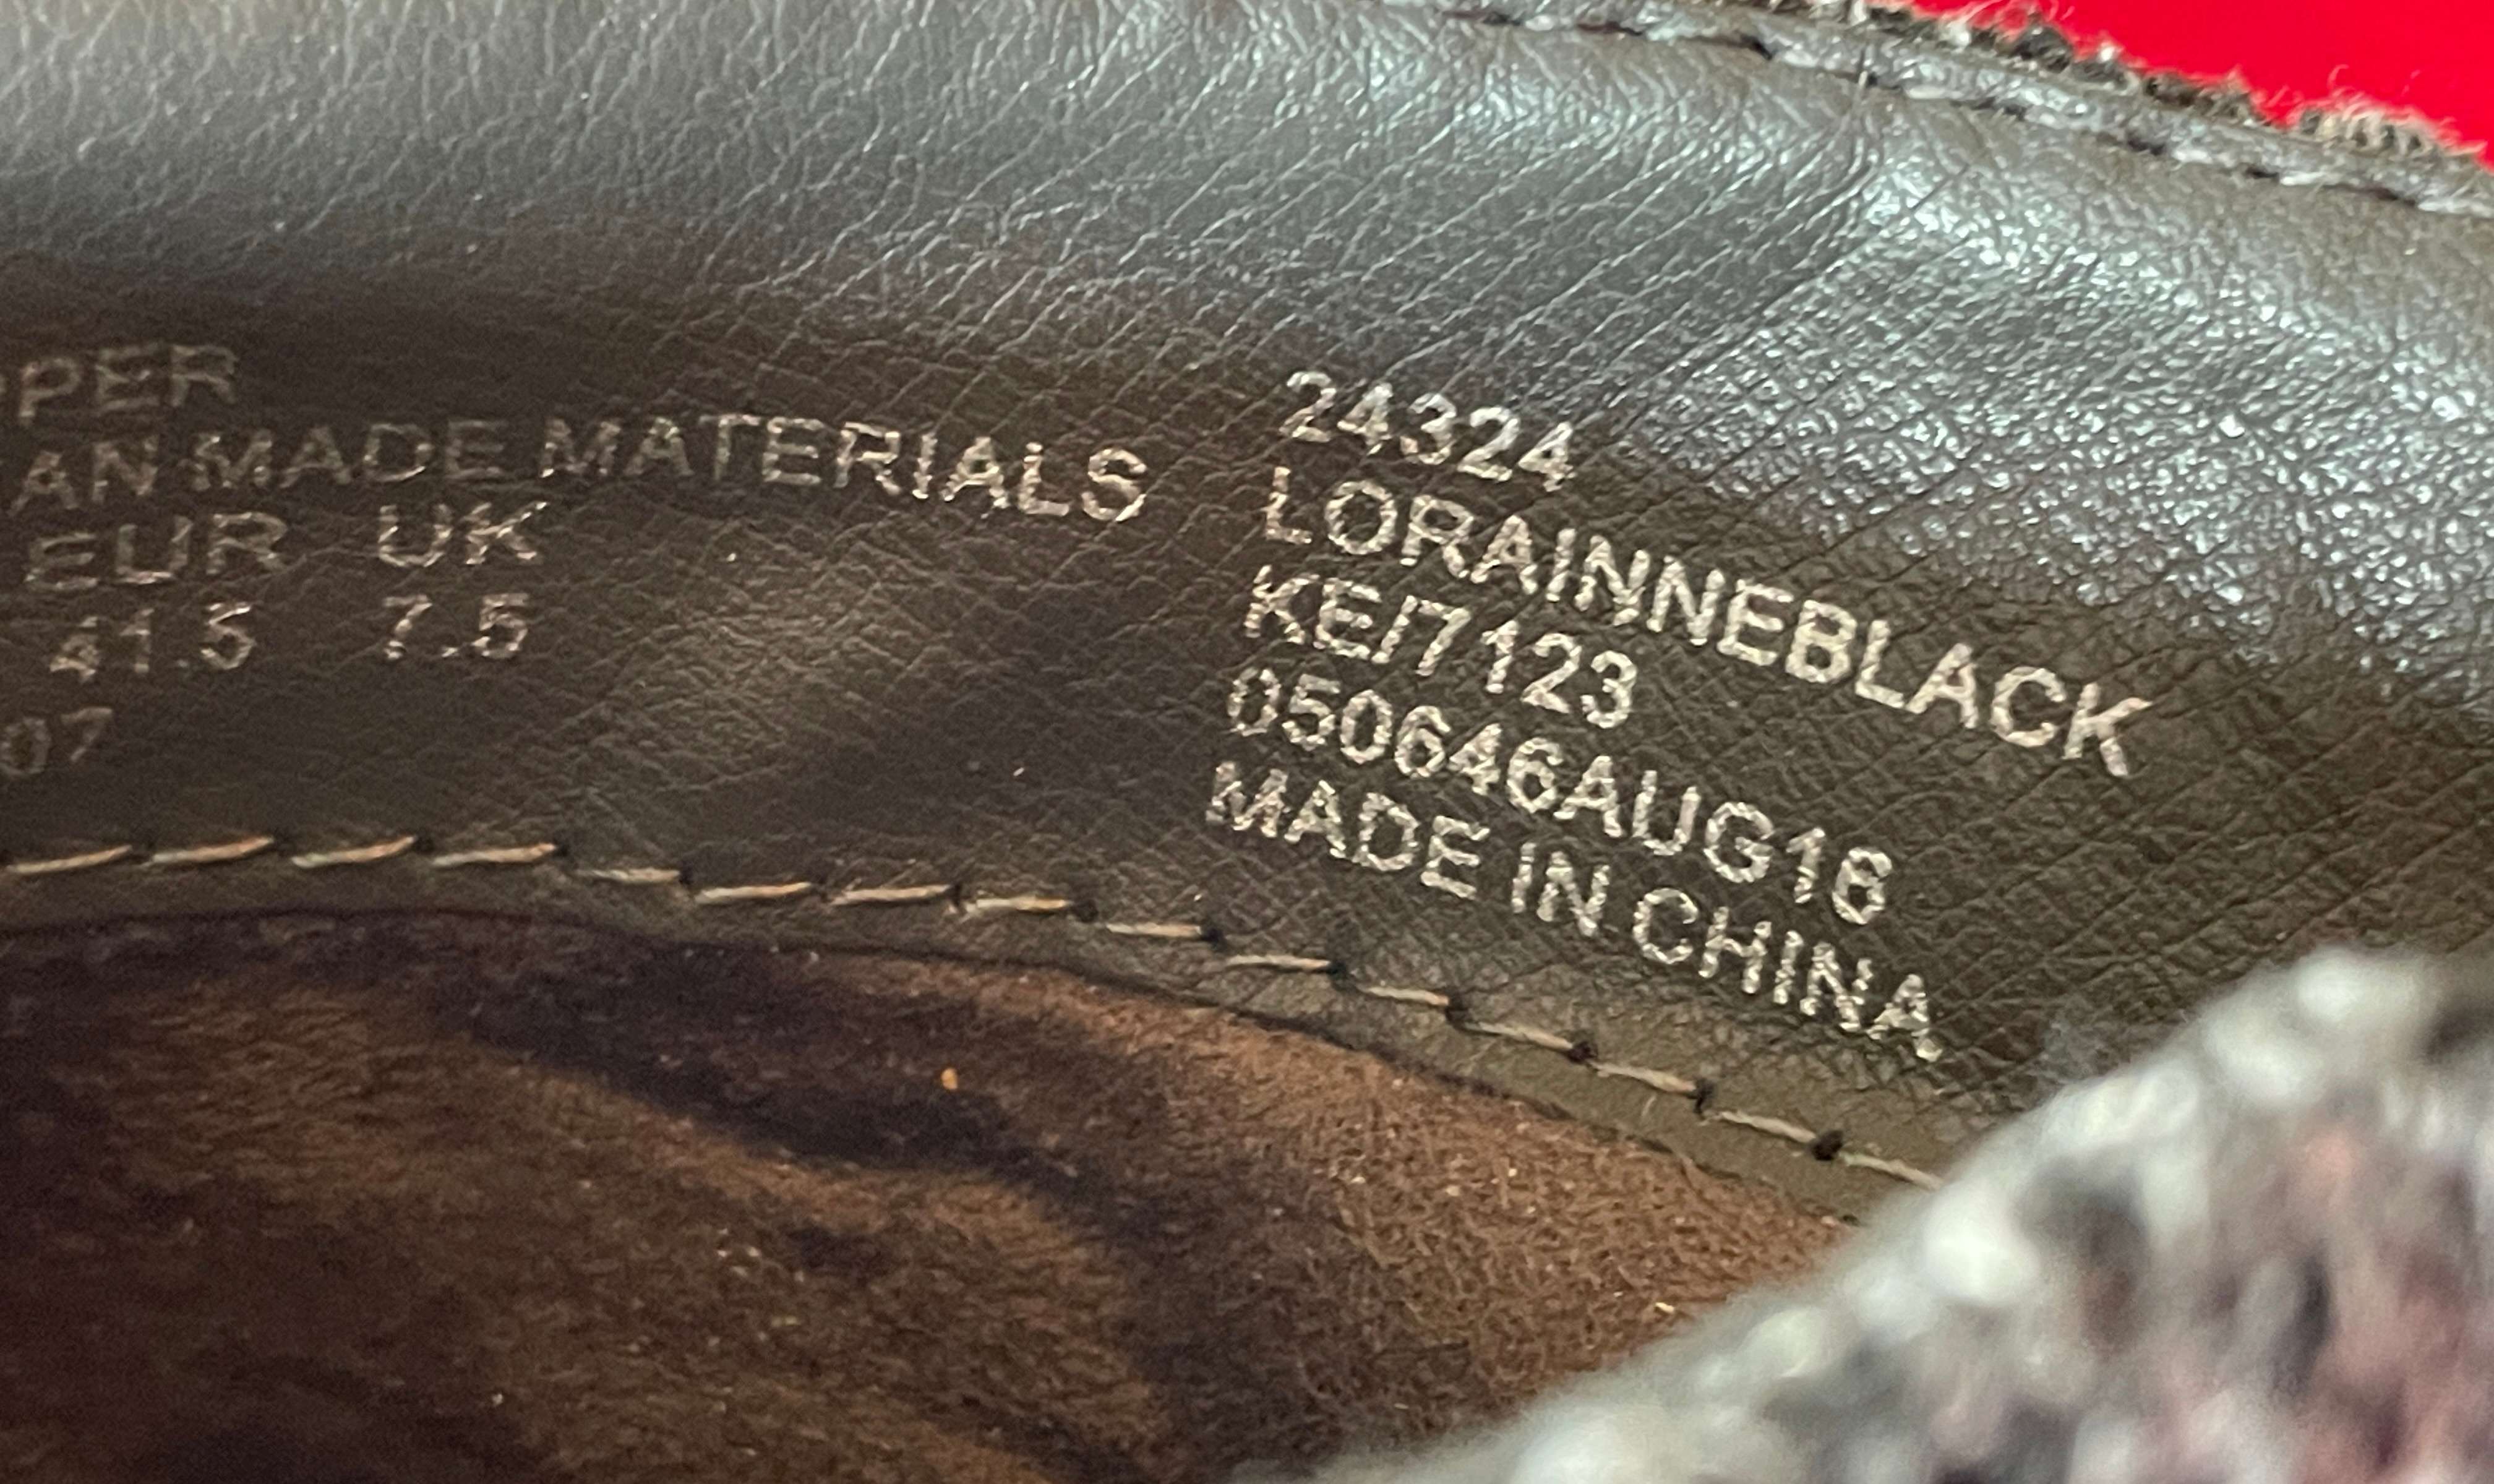 PPER
AN MADE MATERIALS
EUR UK
41.5 7.5
07
24324
LORAINNEBLACK
KE/7123
050646AUG16
MADE IN CHINA